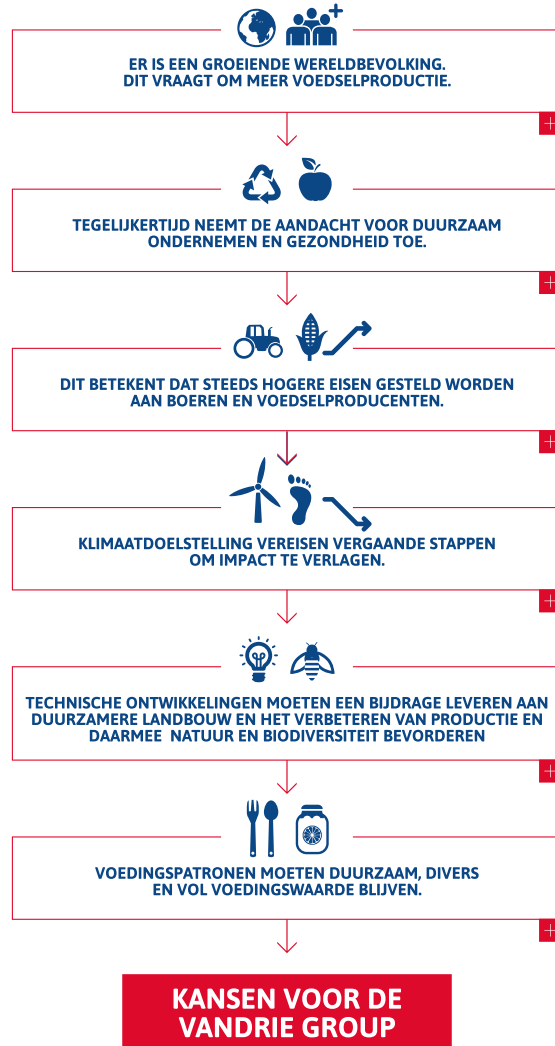 ER IS EEN GROEIENDE WERELDBEVOLKING.
DIT VRAAGT OM MEER VOEDSELPRODUCTIE.
TEGELIJKERTIJD NEEMT DE AANDACHT VOOR DUURZAAM
ONDERNEMEN EN GEZONDHEID TOE.
DIT BETEKENT DAT STEEDS HOGERE EISEN GESTELD WORDEN
AAN BOEREN EN VOEDSELPRODUCENTEN.
KLIMAATDOELSTELLING VEREISEN VERGAANDE STAPPEN
OM IMPACT TE VERLAGEN.
TECHNISCHE ONTWIKKELINGEN MOETEN EEN BIJDRAGE LEVEREN AAN
DUURZAMERE LANDBOUW EN HET VERBETEREN VAN PRODUCTIE EN
DAARMEE NATUUR EN BIODIVERSITEIT BEVORDEREN
VOEDINGSPATRONEN MOETEN DUURZAAM, DIVERS
EN VOL VOEDINGSWAARDE BLIJVEN.
KANSEN VOOR DE
VANDRIE GROUP